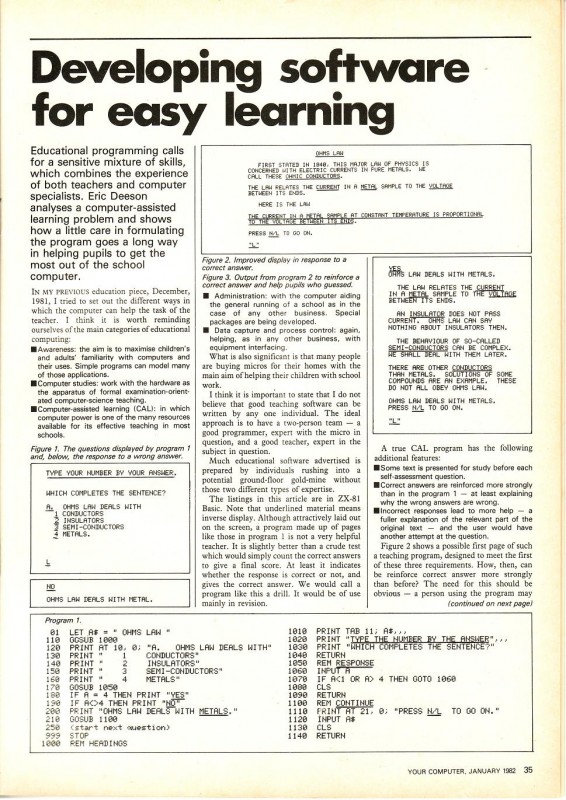 Developing software
for easy learning
Educational programming calls
for a sensitive mixture of skills,
which combines the experience
of both teachers and computer
specialists. Eric Deeson
analyses a computer-assisted
learning problem and shows
how a little care in formulating
the program goes a long way
in helping pupils to get the
most out of the school
computer.
IN MY PREVIOUS education piece, December,
1981, I tried to set out the different ways in
which the computer can help the task of the
teacher. I think it is worth reminding
ourselves of the main categories of educational
computing:
■Awareness: the aim is to maximise children's
and adults' familiarity with computers and
their uses. Simple programs can model many
of those applications.
■Computer studies: work with the hardware as
the apparatus of formal examination-orient-
ated computer-science teaching.
■Computer-assisted learning (CAL): in which
computer power is one of the many resources
available for its effective teaching in most
schools.
Figure 1. The questions displayed by program 1
and, below, the response to a wrong answer.
TYPE YOUR NUMBER BY YOUR ANSWER.
WHICH COMPLETES THE SENTENCE?
A. OHMS LAW DEALS WITH
1 CONDUCTORS
2 INSULATORS
3 SEMI-CONDUCTORS
4 METALS.
L
NO
OHMS LAW DEALS WITH METAL.
OHMS LAW
FIRST STATED IN 1840. THIS MAJOR LAW OF PHYSICS IS
CONCERNED WITH ELECTRIC CURRENTS IN PURE METALS. WE
CALL THESE OHMIC CONDUCTORS.
THE LAW RELATES THE CURRENT IN A METAL SAMPLE TO THE VOLTAGE
BETWEEN ITS ENDS.
HERE IS THE LAW
THE CURRENT IN A METAL SAMPLE AT CONSTANT TEMPERATURE IS PROPORTIONAL
TO THE VOLTAGE BETWEEN ITS ENDS.
PRESS N/L TO GO ON.
"L"
Figure 2. Improved display in response to a
correct answer.
Figure 3. Output from program 2 to reinforce a
correct answer and help pupils who guessed.
■ Administration: with the computer aiding
the general running of a school as in the
case of any other business. Special
packages are being developed.
■ Data capture and process control: again,
helping, as in any other business, with
equipment interfacing.
What is also significant is that many people
are buying micros for their homes with the
main aim of helping their children with school
work.
I think it is important to state that I do not
believe that good teaching software can be
written by any one individual. The ideal
approach is to have a two-person team — a
good programmer, expert with the micro in
question, and a good teacher, expert in the
subject in question.
Much educational software advertised is
prepared by individuals rushing into a
potential ground-floor gold-mine without
those two different types of expertise.
The listings in this article are in ZX-81
Basic. Note that underlined material means
inverse display. Although attractively laid out
on the screen, a program made up of pages
like those in program 1 is not a very helpful
teacher. It is slightly better than a crude test
which would simply count the correct answers
to give a final score. At least it indicates
whether the response is correct or not, and
gives the correct answer. We would call a
program like this a drill. It would be of use
mainly in revision.
YES
OHMS LAW DEALS WITH METALS.
THE LAW RELATES THE CURRENT
IN A METAL SAMPLE TO THE VOLTAGE
BETWEEN ITS ENDS.
AN INSULATOR DOES NOT PASS
CURRENT. OHMS LAW CAN SAY
NOTHING ABOUT INSULATORS THEN.
THE BEHAVIOUR OF SO-CALLED
SEMI-CONDUCTORS CAN BE COMPLEX.
WE SHALL DEAL WITH THEM LATER.
THERE ARE OTHER CONDUCTORS
THAN METALS. SOLUTIONS OF SOME
COMPOUNDS ARE AN EXAMPLE. THESE
DO NOT ALL OBEY OHMS LAW.
OHMS LAW DEALS WITH METALS.
PRESS N/L TO GO ON.
"L"
A true CAL program has the following
additional features:
■Some text is presented for study before each
self-assessment question.
■Correct answers are reinforced more strongly
than in the program 1 — at least explaining
why the wrong answers are wrong.
■Incorrect responses lead to more help — a
fuller explanation of the relevant part of the
original text — and the user would have
another attempt at the question.
Figure 2 shows a possible first page of such
a teaching program, designed to meet the first
of these three requirements. How, then, can
be reinforce correct answer more strongly
than before? The need for this should be
obvious — a person using the program may
(continued on next page)
Program 1.
01 LET A$ = " OHMS LAW "
110 GOSUB 1000
120 PRINT AT 10, 0; "A. OHMS LAW DEALS WITH"
130 PRINT " 1 CONDUCTORS"
140 PRINT " 2 INSULATORS"
150 PRINT " 3 SEMI-CONDUCTORS"
160 PRINT " 4 METALS"
170 GOSUB 1050
180 IF A = 4 THEN PRINT "YES"
190 IF A<>4 THEN PRINT "NO"
200 PRINT "OHMS LAW DEALS WITH METALS."
210 GOSUB 1100
250 (start next question)
999 STOP
1000 REM HEADINGS
1010 PRINT TAB 11; A$,,,
1020 PRINT "TYPE THE NUMBER BY THE ANSWER",,,
1030 PRINT "WHICH COMPLETES THE SENTENCE?"
1040 RETURN
1050 REM RESPONSE
1060 INPUT A
1070 IF A<1 OR A> 4 THEN GOTO 1060
1080 CLS
1090 RETURN
1100 REM CONTINUE
1110 PRINT AT 21, 0; "PRESS N/L TO GO ON."
1120 INPUT A$
1130 CLS
1140 RETURN
YOUR COMPUTER, JANUARY 1982 35